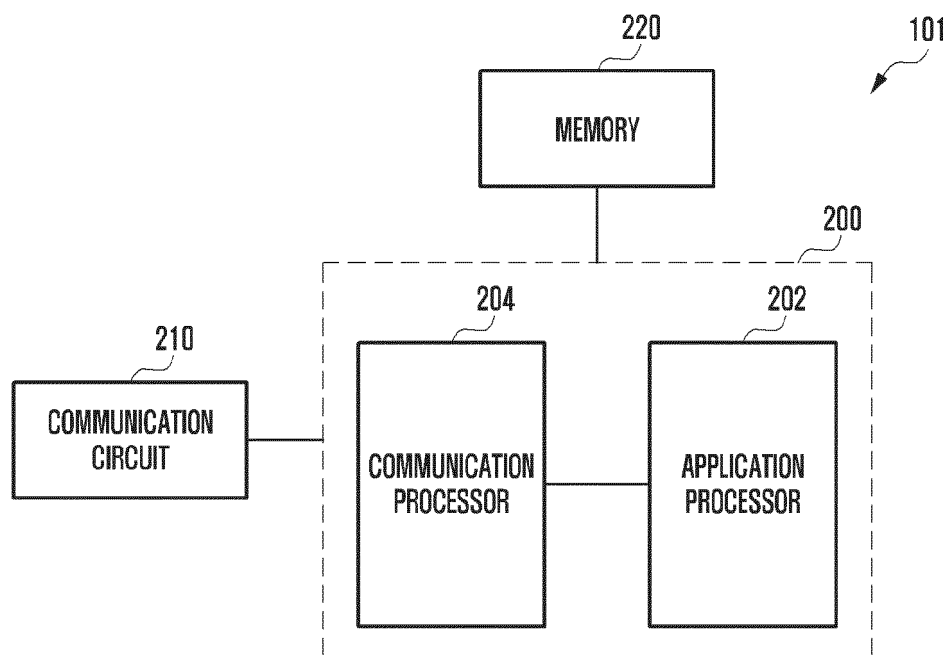 101
220
MEMORY
200
204
202
210
COMMUNICATION
CIRCUIT
COMMUNICATION
PROCESSOR
APPLICATION
PROCESSOR